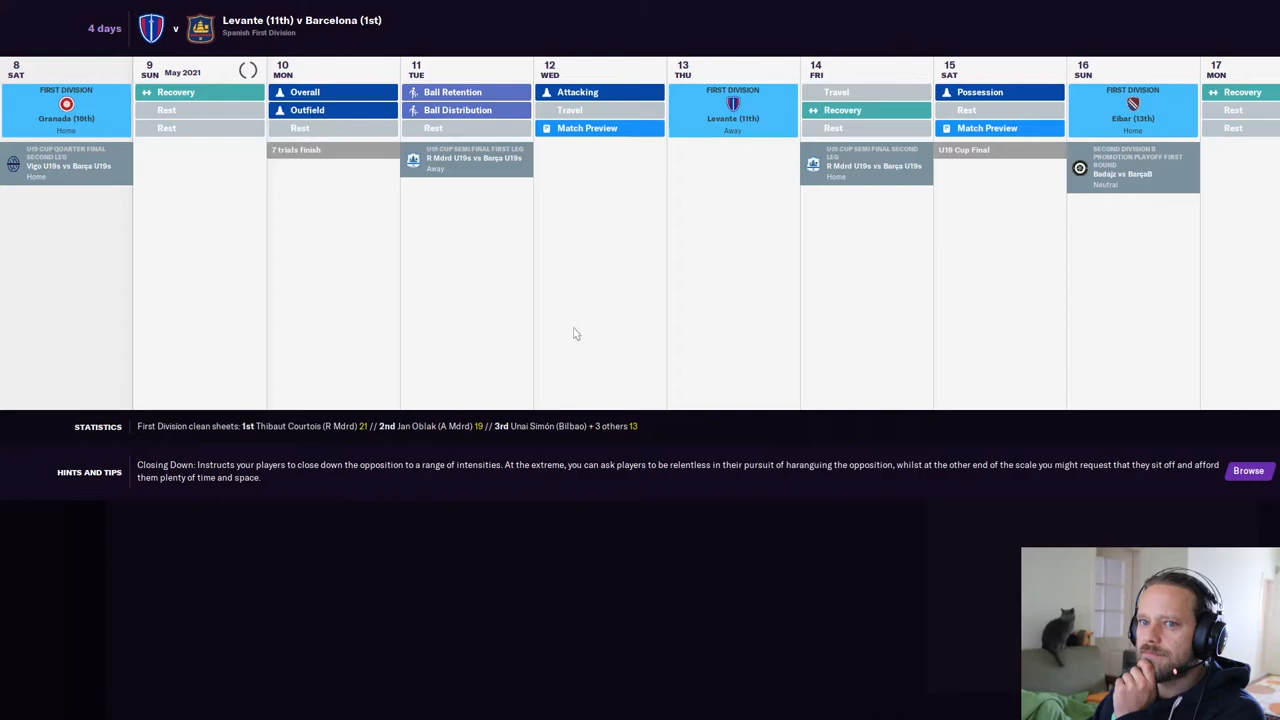 4 days
v
Levante (11th) v Barcelona (1st)
Spanish First Division
8
SAT
9
SUN May 2021
10
MON
11
TUE
12
WED
13
THU
14
FRI
15
SAT
16
SUN
17
MON
FIRST DIVISION
Granada (16th)
Home
Recovery
Rest
Rest
Overall
Outfield
Rest
Ball Retention
Ball Distribution
Rest
Attacking
Travel
Match Preview
FIRST DIVISION
Levante (11th)
Away
Travel
Recovery
Rest
Possession
Rest
Match Preview
FIRST DIVISION
Eibar (13th)
Home
Recovery
Rest
Rest
U19 CUP QUARTER FINAL
SECOND LEG
Vigo U19s vs Barça U19s
Home
7 trials finish
U19 CUP SEMI FINAL FIRST LEG
R Mdrd U19s vs Barça U19s
Away
U19 CUP SEMI FINAL SECOND
LEG
R Mdrd U19s vs Barça U19s
Home
U19 Cup Final
SECOND DIVISION B
PROMOTION PLAYOFF FIRST
ROUND
Badajz vs BarçaB
Neutral
STATISTICS
First Division clean sheets: 1st Thibaut Courtois (R Mdrd) 21 // 2nd Jan Oblak (A Mdrd) 19 // 3rd Unai Simón (Bilbao) + 3 others 13
HINTS AND TIPS
Closing Down: Instructs your players to close down the opposition to a range of intensities. At the extreme, you can ask players to be relentless in their pursuit of haranguing the opposition, whilst at the other end of the scale you might request that they sit off and afford
them plenty of time and space.
Browse